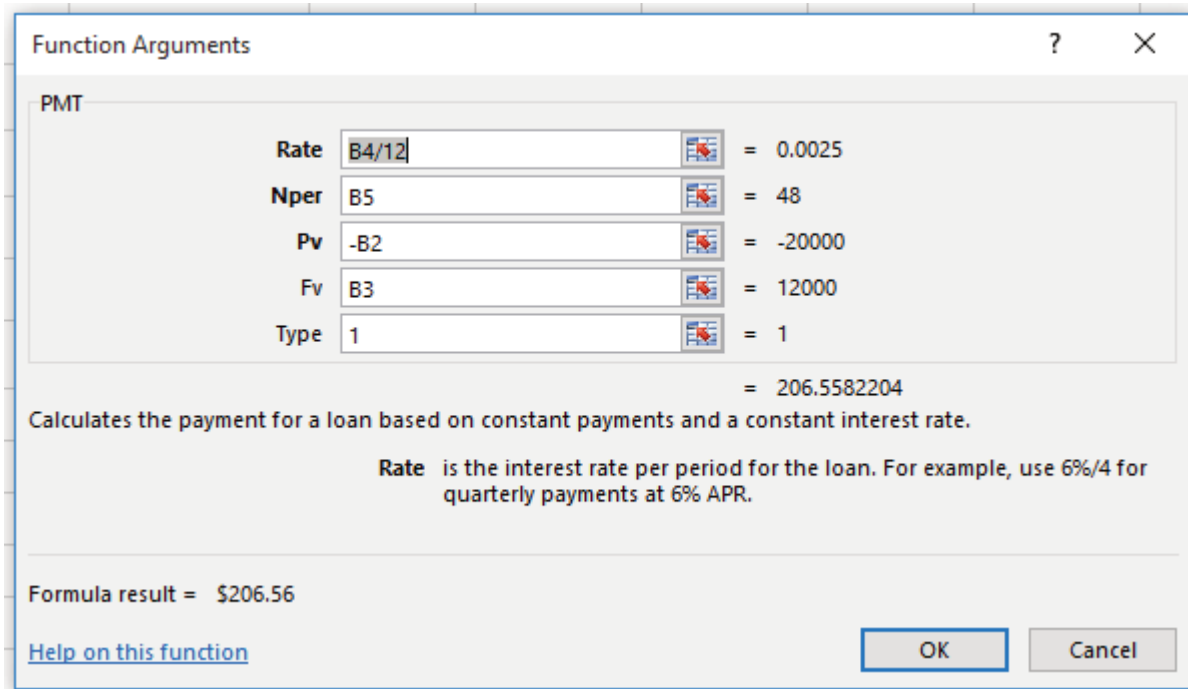 Function Arguments ? ×
PMT
Rate B4/12 = 0.0025
Nper B5 = 48
Pv -B2 = -20000
Fv B3 = 12000
Type 1 = 1
= 206.5582204
Calculates the payment for a loan based on constant payments and a constant interest rate.
Rate is the interest rate per period for the loan. For example, use 6%/4 for
quarterly payments at 6% APR.
Formula result = $206.56
Help on this function OK Cancel